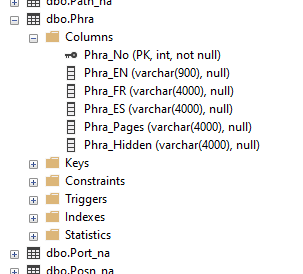 dbo.Path_na
dbo.Phra
Columns
Phra_No (PK, int, not null)
Phra_EN (varchar(900), null)
Phra_FR (varchar(4000), null)
Phra_ES (varchar(4000), null)
Phra_Pages (varchar(4000), null)
Phra_Hidden (varchar(4000), null)
Keys
Constraints
Triggers
Indexes
Statistics
dbo.Port_na
dbo.Posn_na